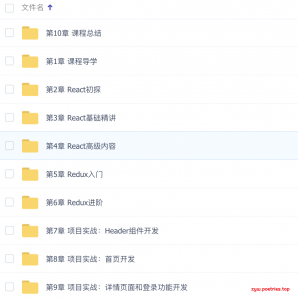 文件名
第10章 课程总结
第1章 课程导学
第2章 React初探
第3章 React基础精讲
第4章 React高级内容
第5章 Redux入门
第6章 Redux进阶
第7章 项目实战：Header组件开发
第8章 项目实战：首页开发
第9章 项目实战：详情页面和登录功能开发
zyu.poetries.top